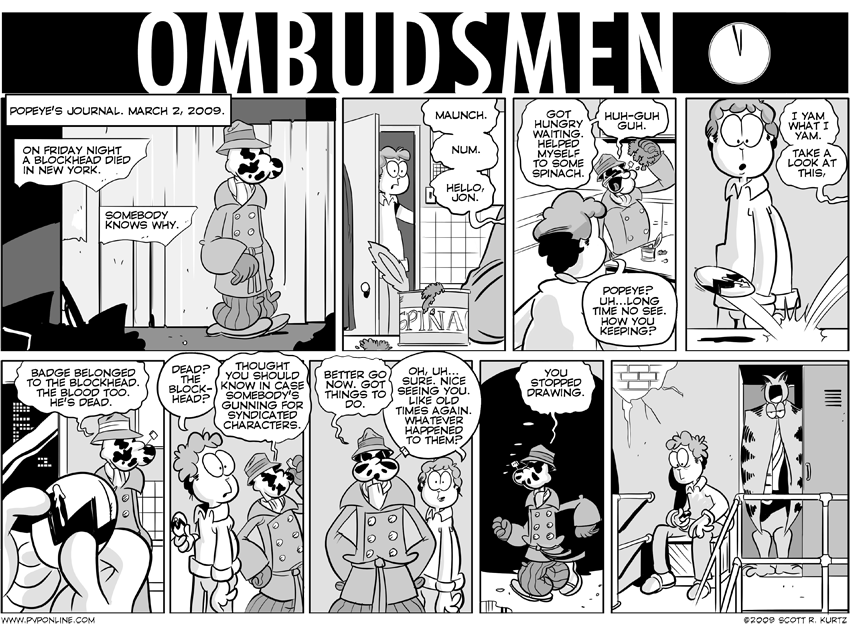 OMBUDSMEN
POPEYE'S JOURNAL. MARCH 2, 2009.
ON FRIDAY NIGHT
A BLOCKHEAD DIED
IN NEW YORK.
SOMEBODY
KNOWS WHY.
MAUNCH.
NUM.
HELLO,
JON.
SPINA
GOT
HUNGRY
WAITING.
HELPED
MYSELF
TO SOME
SPINACH.
HUH-GUH
GUH.
POPEYE?
UH...LONG
TIME NO SEE.
HOW YOU
KEEPING?
I YAM
WHAT I
YAM.
TAKE A
LOOK AT
THIS,
BADGE BELONGED
TO THE BLOCKHEAD.
THE BLOOD TOO.
HE'S DEAD.
DEAD?
THE
BLOCK-
HEAD?
THOUGHT
YOU SHOULD
KNOW IN CASE
SOMEBODY'S
GUNNING FOR
SYNDICATED
CHARACTERS.
BETTER GO
NOW. GOT
THINGS TO
DO.
OH, UH...
SURE. NICE
SEEING YOU.
LIKE OLD
TIMES AGAIN.
WHATEVER
HAPPENED
TO THEM?
YOU
STOPPED
DRAWING.
WWW.PVPONLINE.COM
©2009 SCOTT R. KURTZ